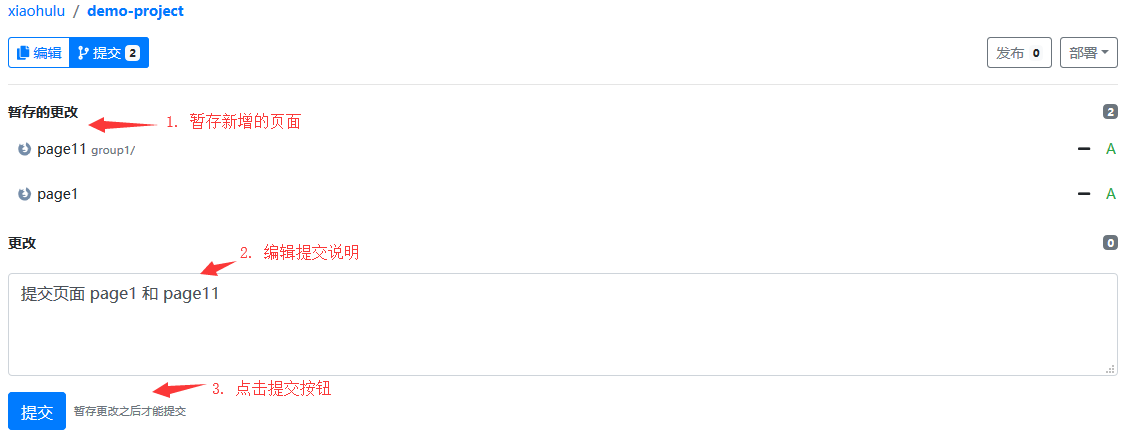 xiaohulu / demo-project
编辑 提交 2 发布 0 部署
暂存的更改 2
1. 暂存新增的页面
page11 group1/ A
page1 A
更改 0
2. 编辑提交说明
提交页面 page1 和 page11
3. 点击提交按钮
提交 暂存更改之后才能提交